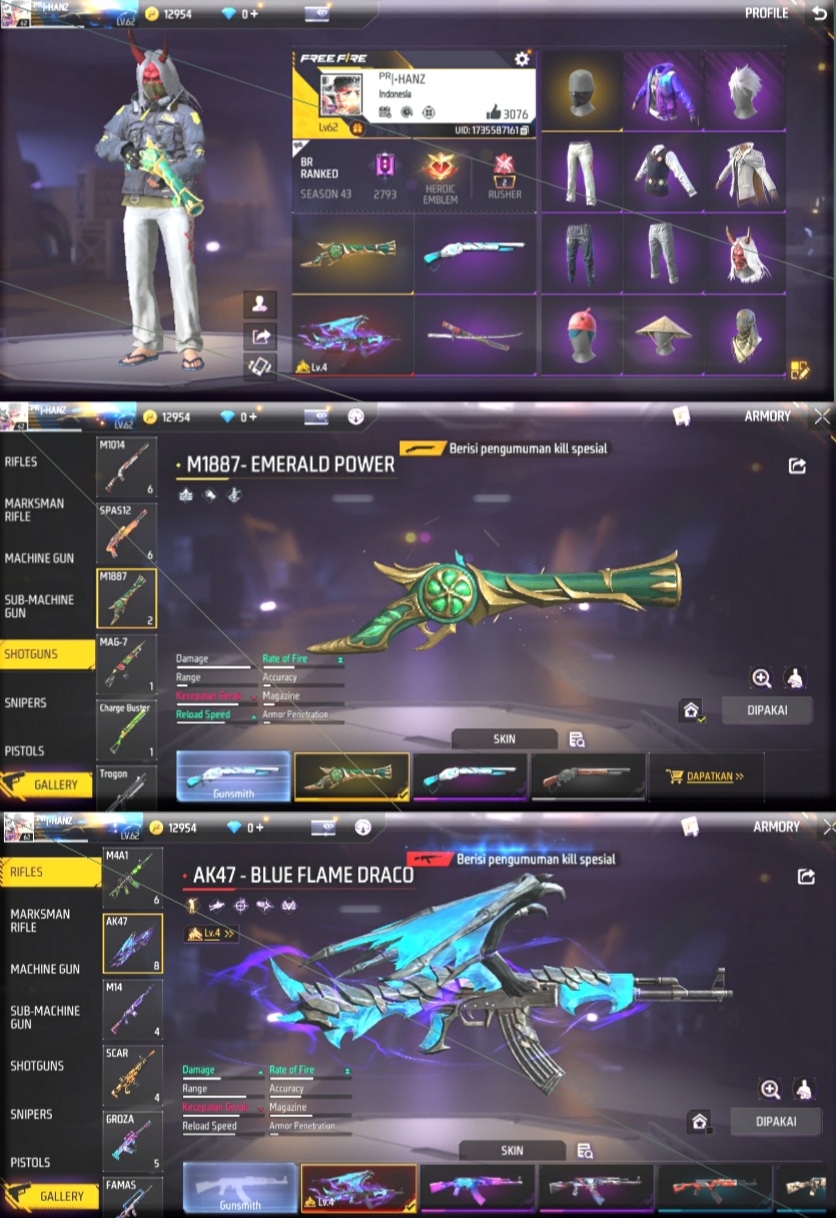 PR|•HANZ
LV.62
12954
0+
PROFILE
FREE FIRE
PR|•HANZ
Indonesia
3076
Lv62
UID: 1735587161
BR
RANKED
SEASON 43
2793
HEROIC
EMBLEM
2
RUSHER
Lv.4
PR|•HANZ
LV.62
12954
0+
ARMORY
RIFLES
MARKSMAN
RIFLE
MACHINE GUN
SUB-MACHINE
GUN
SHOTGUNS
SNIPERS
PISTOLS
GALLERY
M1014
6
SPAS12
6
M1887
2
MAG-7
1
Charge Buster
1
Trogon
M1887- EMERALD POWER
Berisi pengumuman kill spesial
Damage
Rate of Fire
Range
Accuracy
Kecepatan Gerak
Magazine
Reload Speed
Armor Penetration
DIPAKAI
SKIN
Gunsmith
DAPATKAN >>
PR|•HANZ
LV.62
12954
0+
ARMORY
RIFLES
MARKSMAN
RIFLE
MACHINE GUN
SUB-MACHINE
GUN
SHOTGUNS
SNIPERS
PISTOLS
GALLERY
M4A1
6
AK47
8
M14
4
SCAR
4
GROZA
5
FAMAS
AK47 - BLUE FLAME DRACO
Berisi pengumuman kill spesial
Lv.4 >>
Damage
Rate of Fire
Range
Accuracy
Kecepatan Gerak
Magazine
Reload Speed
Armor Penetration
DIPAKAI
SKIN
Gunsmith
Lv.4